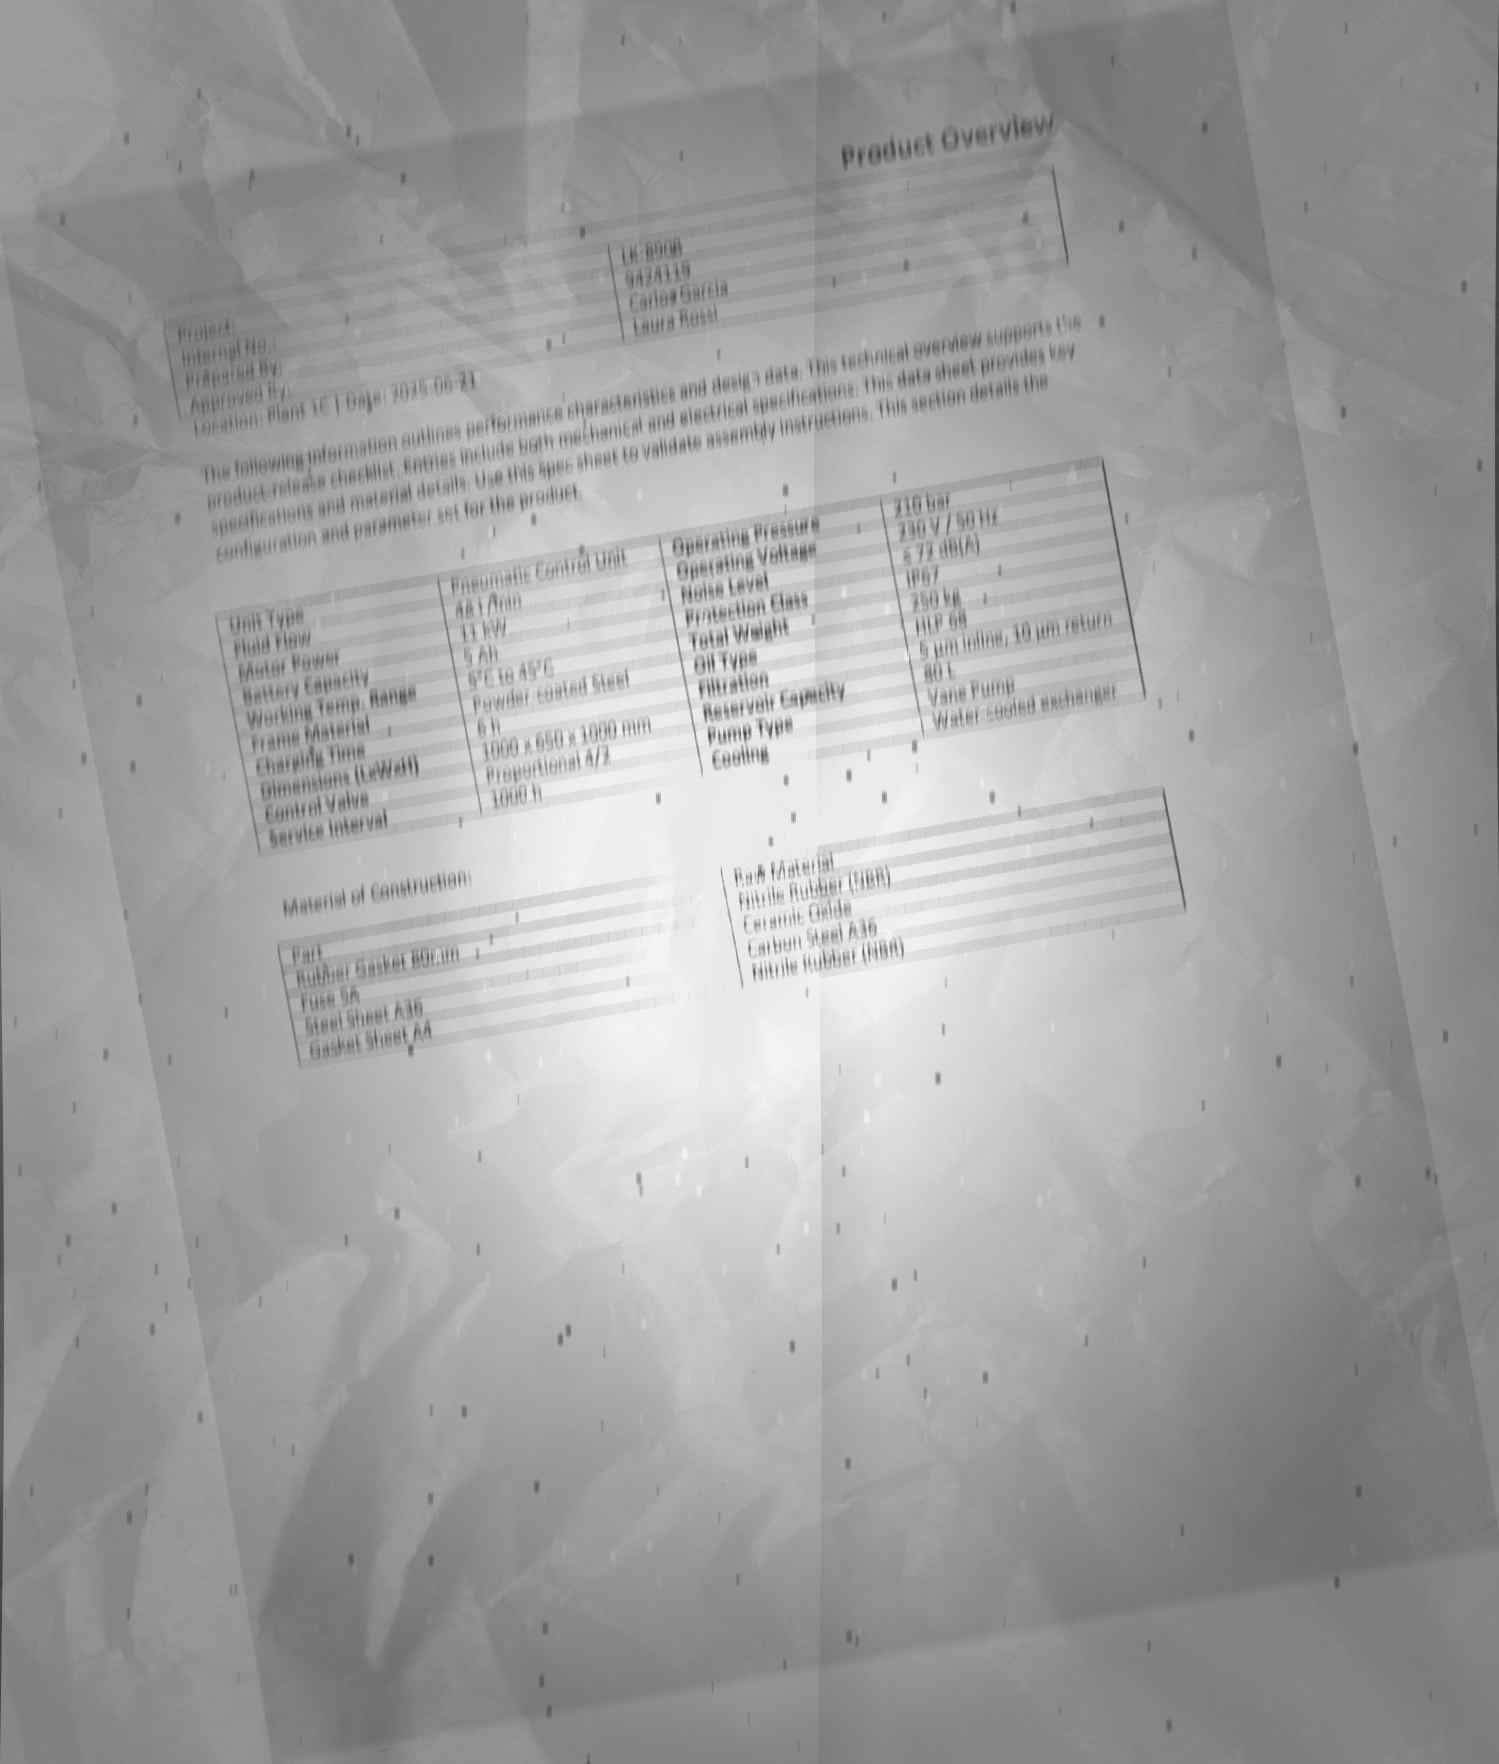 Product Overview
Project: LK-8908
Internal No.: 9424119
Prepared By: Carlos Garcia
Approved By: Laura Rossi
Location: Plant 1C | Date: 2025-06-21
The following information outlines performance characteristics and design data. This technical overview supports the
product-release checklist. Entries include both mechanical and electrical specifications. This data sheet provides key
specifications and material details. Use this spec sheet to validate assembly instructions. This section details the
configuration and parameter set for the product.
Unit Type Pneumatic Control Unit Operating Pressure 210 bar
Fluid Flow 48 L/min Operating Voltage 230 V / 50 Hz
Motor Power 11 kW Noise Level ≤ 72 dB(A)
Battery Capacity 5 Ah Protection Class IP67
Working Temp. Range 5°C to 45°C Total Weight 250 kg
Frame Material Powder-coated Steel Oil Type HLP 68
Charging Time 6 h Filtration 5 µm inline, 10 µm return
Dimensions (LxWxH) 1000 x 650 x 1000 mm Reservoir Capacity 80 L
Control Valve Proportional 4/3 Pump Type Vane Pump
Service Interval 1000 h Cooling Water-cooled exchanger
Material of Construction:
Part Raw Material
Rubber Gasket 80mm Nitrile Rubber (NBR)
Fuse 5A Ceramic Oxide
Steel Sheet A36 Carbon Steel A36
Gasket Sheet A4 Nitrile Rubber (NBR)